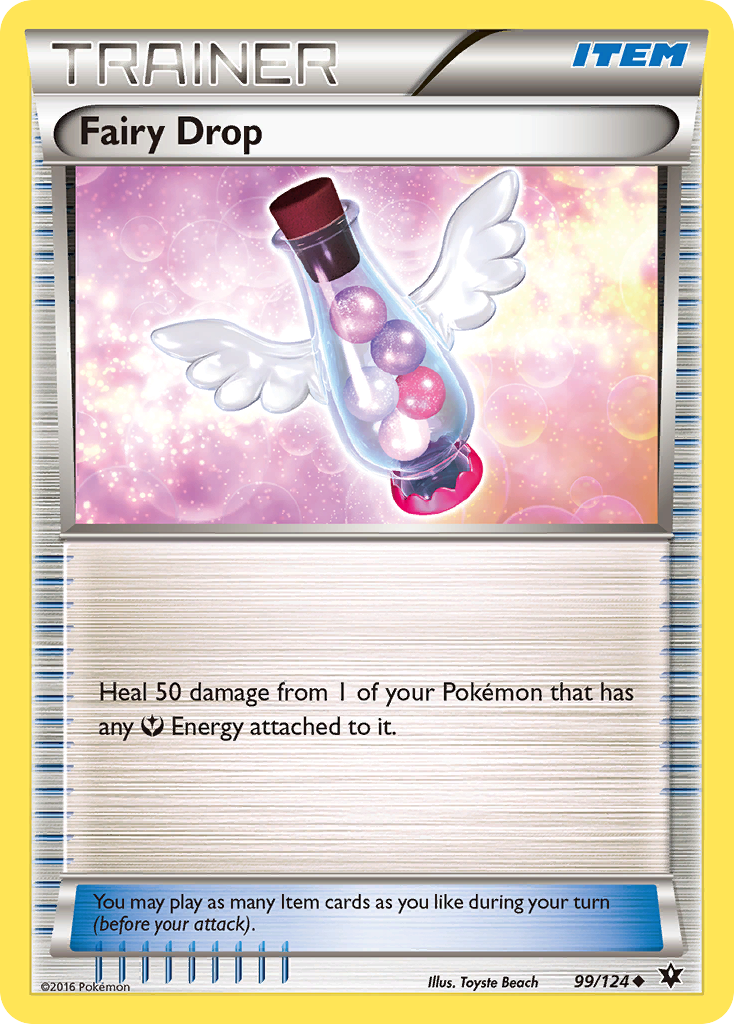 TRAINER
ITEM
Fairy Drop
Heal 50 damage from 1 of your Pokémon that has
any Energy attached to it.
You may play as many Item cards as you like during your turn
(before your attack).
©2016 Pokémon
Illus. Toyste Beach
99/124